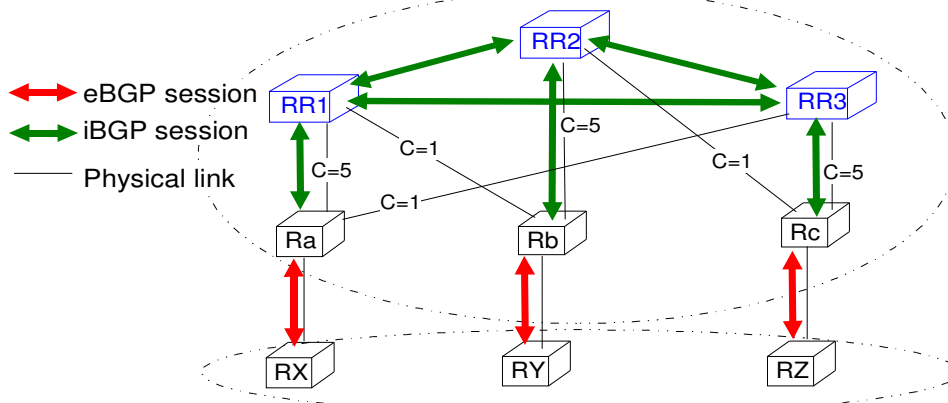 RR2
eBGP session
RR1
RR3
iBGP session
C=5
C=1
C=1
C=5
C=5
Physical link
C=1
Ra
Rb
Rc
RX
RY
RZ